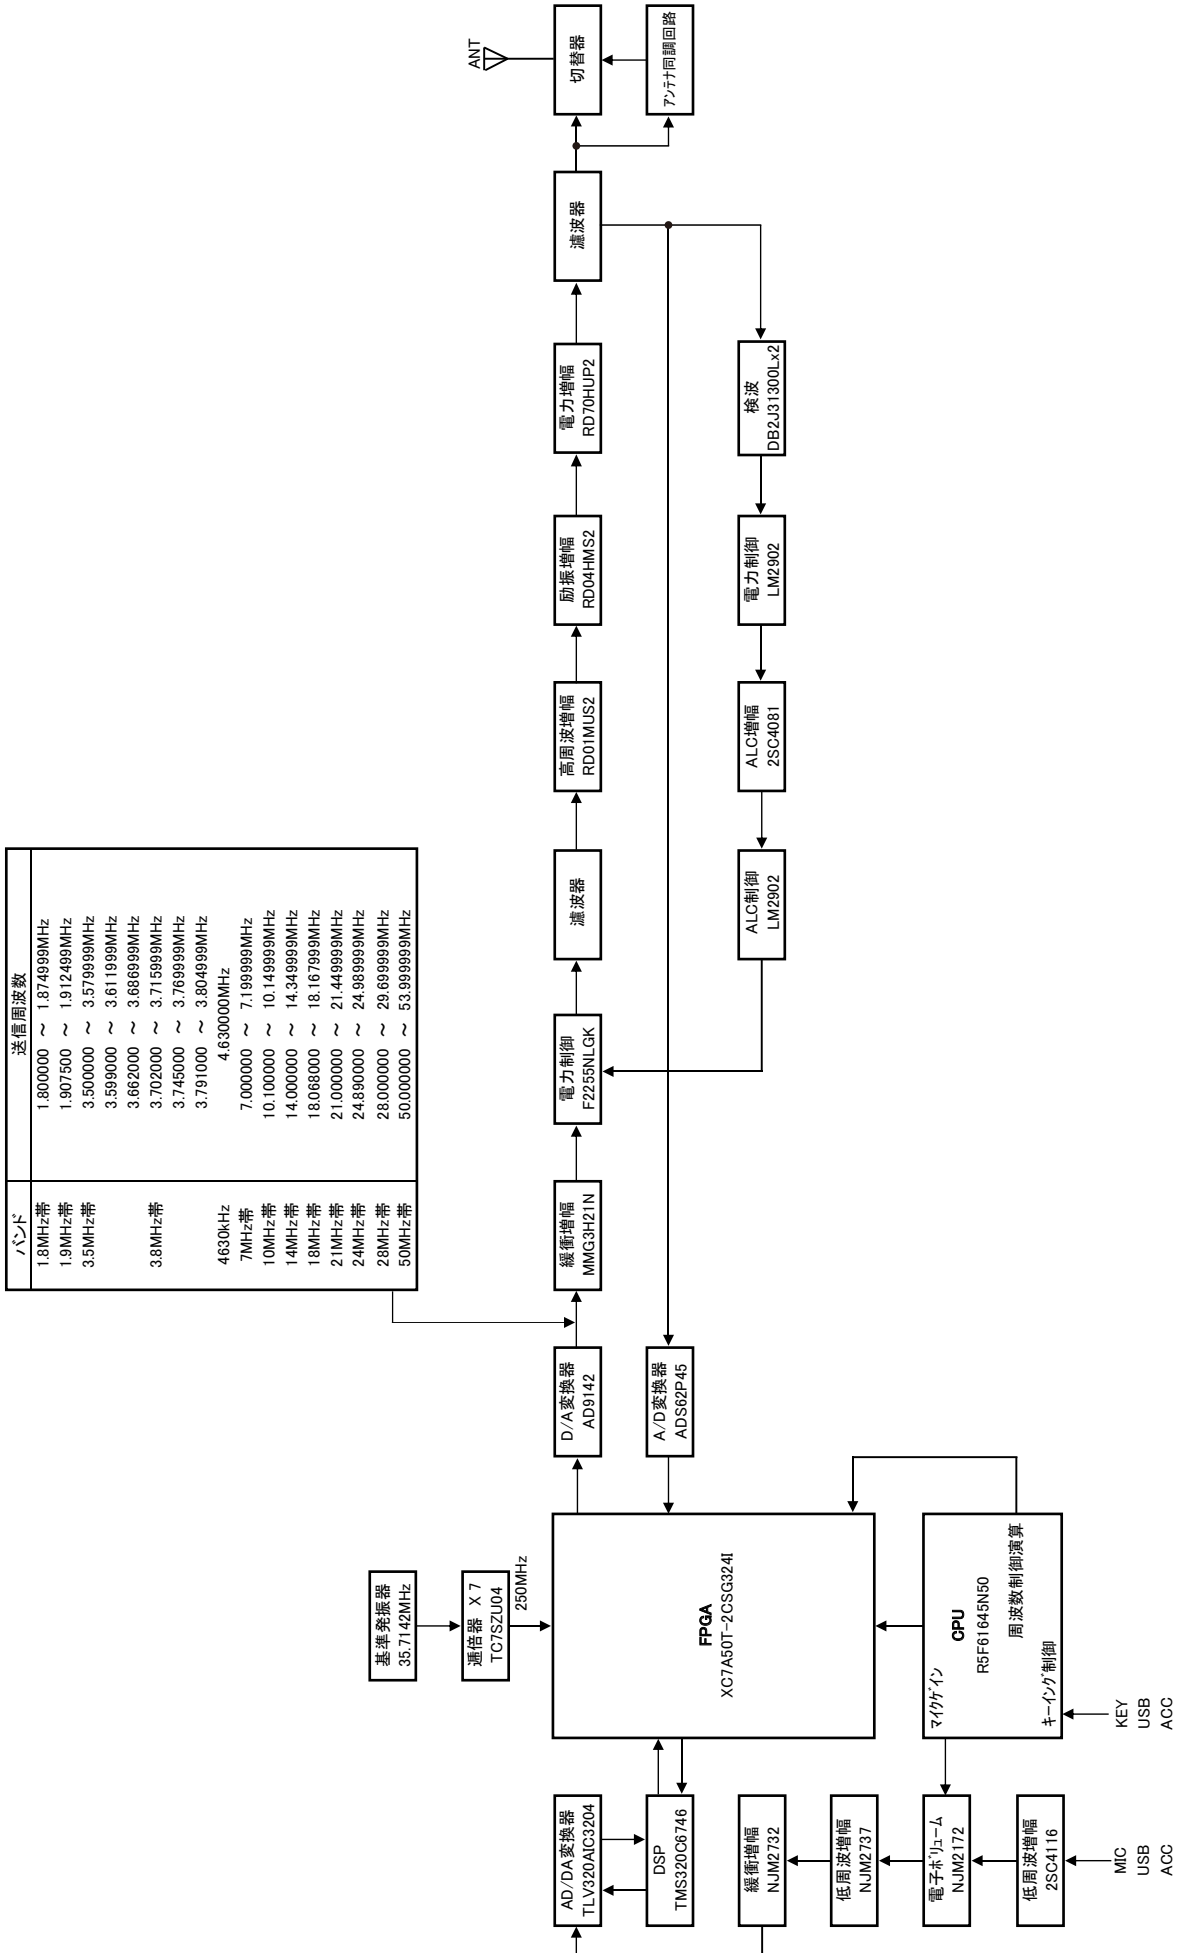 バンド 送信周波数
1.8MHz帯 1.800000 ～ 1.874999MHz
1.9MHz帯 1.907500 ～ 1.912499MHz
3.5MHz帯 3.500000 ～ 3.579999MHz
3.599000 ～ 3.611999MHz
3.662000 ～ 3.686999MHz
3.8MHz帯 3.702000 ～ 3.715999MHz
3.745000 ～ 3.769999MHz
3.791000 ～ 3.804999MHz
4630kHz 4.630000MHz
7MHz帯 7.000000 ～ 7.199999MHz
10MHz帯 10.100000 ～ 10.149999MHz
14MHz帯 14.000000 ～ 14.349999MHz
18MHz帯 18.068000 ～ 18.167999MHz
21MHz帯 21.000000 ～ 21.449999MHz
24MHz帯 24.890000 ～ 24.989999MHz
28MHz帯 28.000000 ～ 29.699999MHz
50MHz帯 50.000000 ～ 53.999999MHz
基準発振器
35.7142MHz
逓倍器 X 7
TC7SZU04
250MHz
ANT
AD/DA変換器
TLV320AIC3204
D/A変換器
AD9142
緩衝増幅
MMG3H21N
電力制御
F2255NLGK
濾波器
高周波増幅
RD01MUS2
励振増幅
RD04HMS2
電力増幅
RD70HUP2
濾波器
切替器
アンテナ同調回路
DSP
TMS320C6746
FPGA
XC7A50T-2CSG324I
A/D変換器
ADS62P45
緩衝増幅
NJM2732
ALC制御
LM2902
ALC増幅
2SC4081
電力制御
LM2902
検波
DB2J31300Lx2
低周波増幅
NJM2737
電子ボリューム
NJM2172
マイクゲイン
CPU
R5F61645N50
周波数制御演算
キーイング制御
低周波増幅
2SC4116
MIC
USB
ACC
KEY
USB
ACC